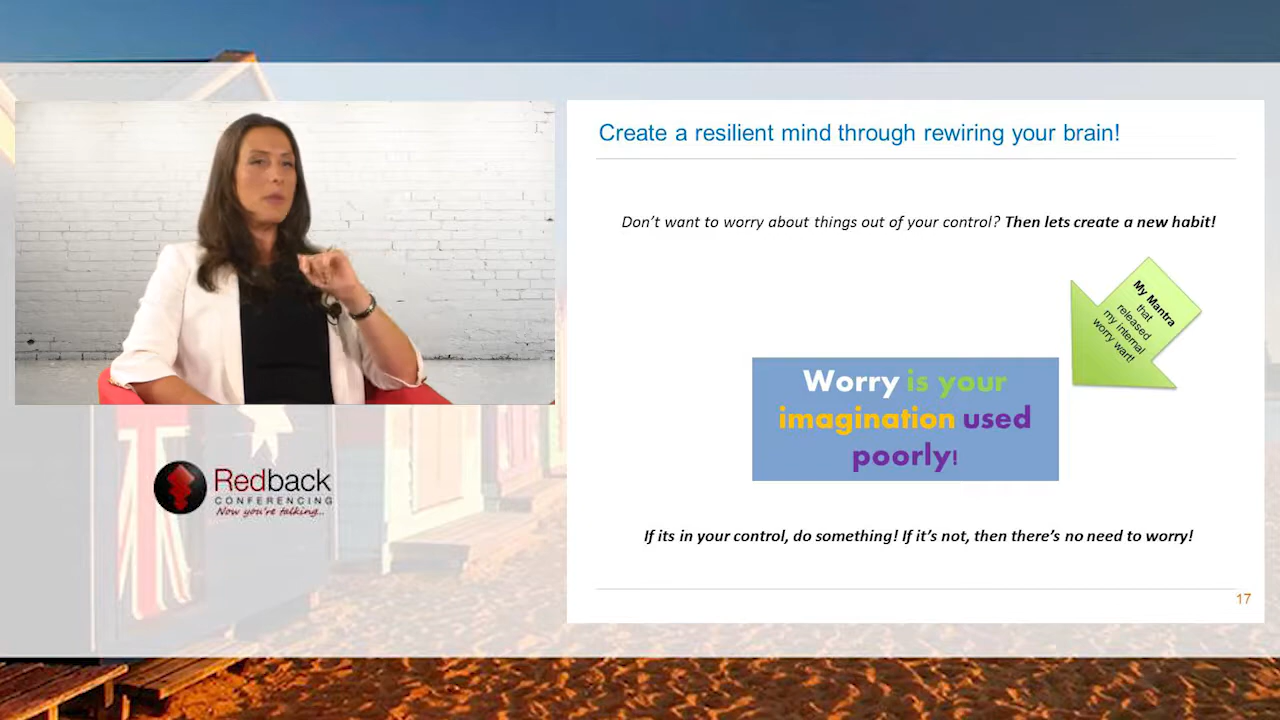 Create a resilient mind through rewiring your brain!
Don’t want to worry about things out of your control? Then lets create a new habit!
My Mantra
that
released
my internal
worry wart!
Worry is your
imagination used
poorly!
If its in your control, do something! If it’s not, then there’s no need to worry!
17
Redback
CONFERENCING
Now you're talking..